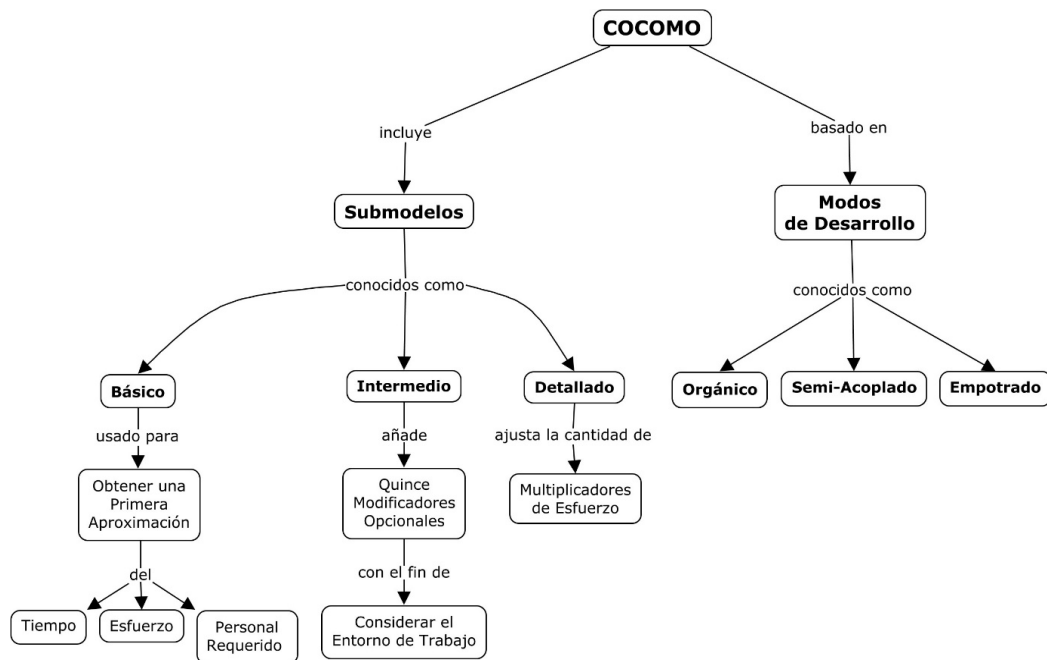 COCOMO
incluye
basado en
Submodelos
Modos
de Desarrollo
conocidos como
conocidos como
Básico
Intermedio
Detallado
Orgánico
Semi-Acoplado
Empotrado
usado para
añade
ajusta la cantidad de
Obtener una
Primera
Aproximación
Quince
Modificadores
Opcionales
Multiplicadores
de Esfuerzo
del
con el fin de
Tiempo
Esfuerzo
Personal
Requerido
Considerar el
Entorno de Trabajo